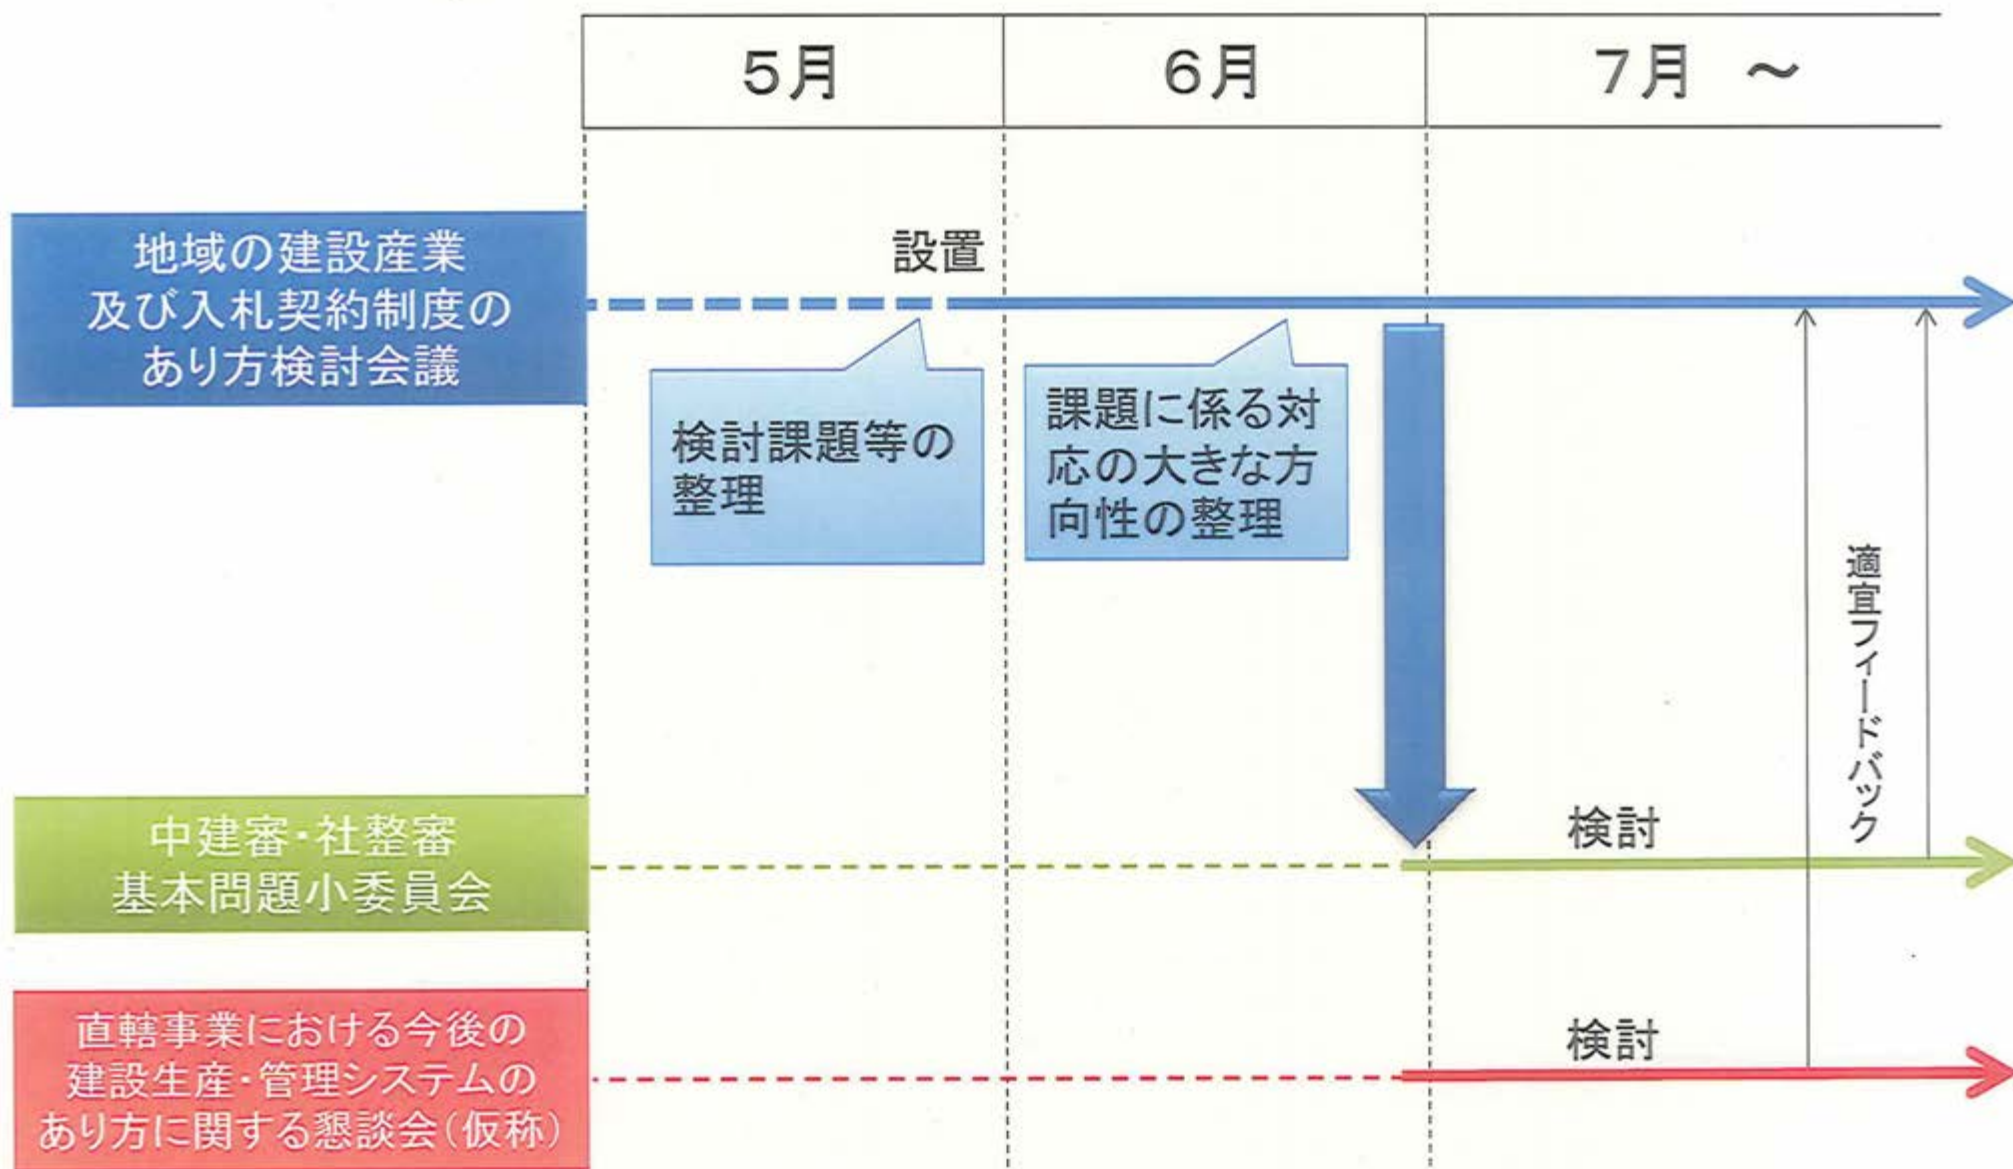 5月
6月
7月 ～
地域の建設産業
及び入札契約制度の
あり方検討会議
設置
検討課題等の
整理
課題に係る対
応の大きな方
向性の整理
適宜フィードバック
中建審・社整審
基本問題小委員会
検討
直轄事業における今後の
建設生産・管理システムの
あり方に関する懇談会（仮称）
検討